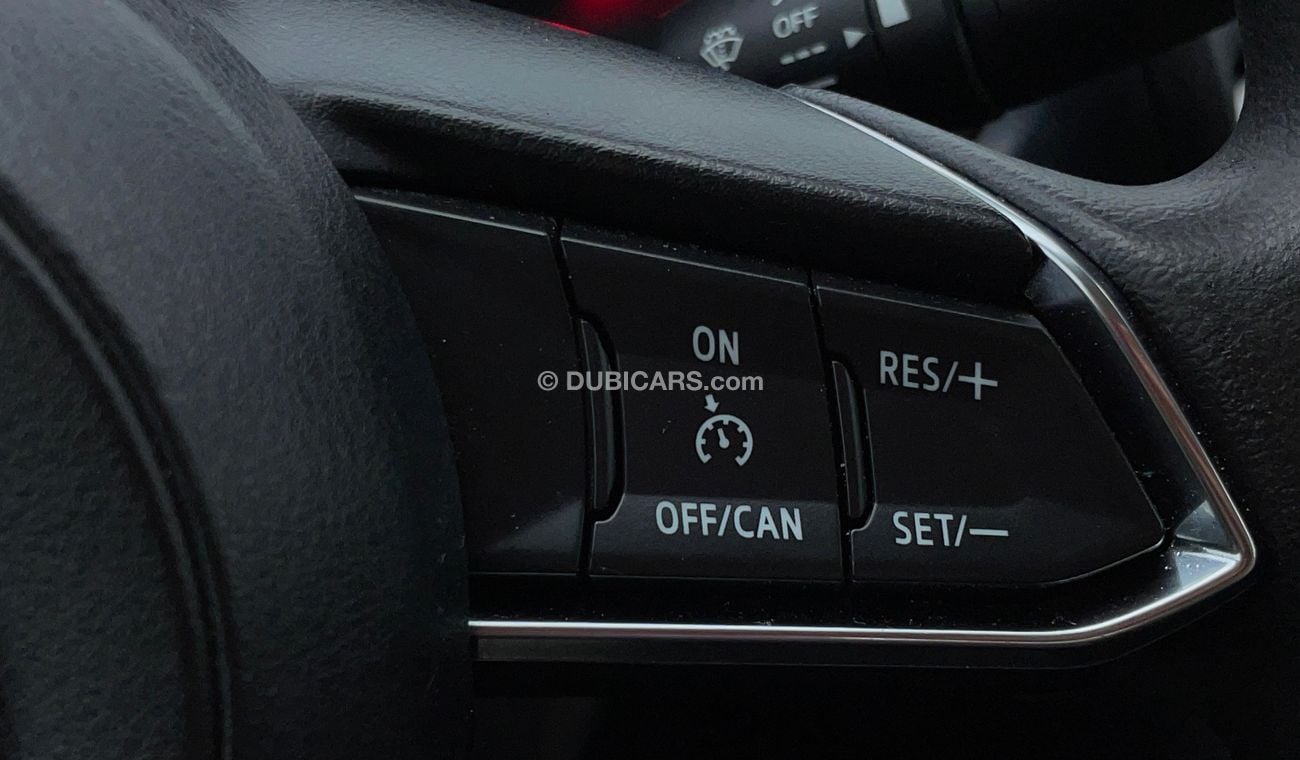 OFF
ON
© DUBICARS.com
RES/+
OFF/CAN
SET/−